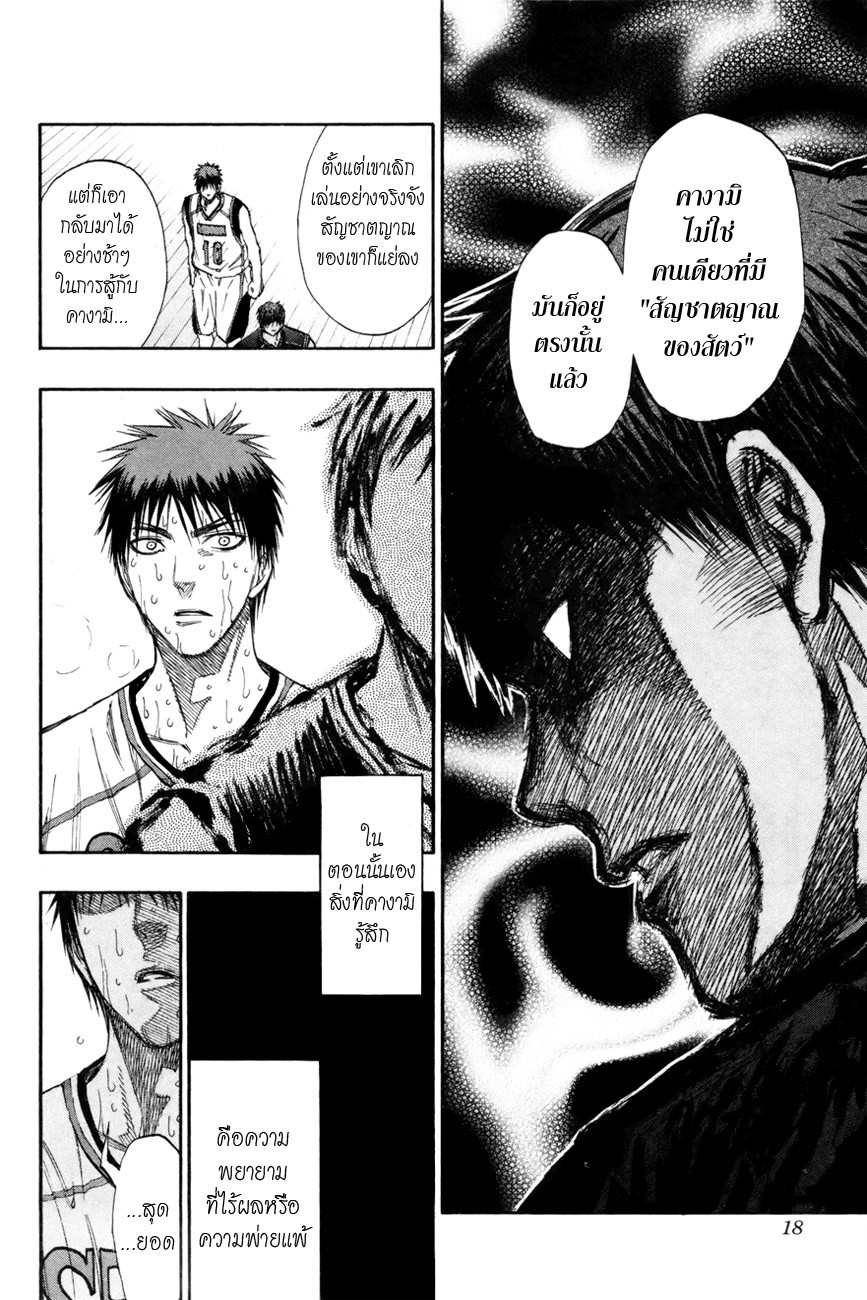 คางามิ
ไม่ใช่
คนเดียวที่มี
"สัญชาตญาณ
ของสัตว์"
มันก็อยู่
ตรงนั้น
แล้ว
ตั้งแต่เขาเลิก
เล่นอย่างจริงจัง
สัญชาตญาณ
ของเขาก็แย่ลง
แต่ก็เอา
กลับมาได้
อย่างช้าๆ
ในการสู้กับ
คางามิ...
10
ใน
ตอนนั้นเอง
สิ่งที่คางามิ
รู้สึก
คือความ
พยายาม
ที่ไร้ผลหรือ
ความพ่ายแพ้
...สุด
...ยอด
18